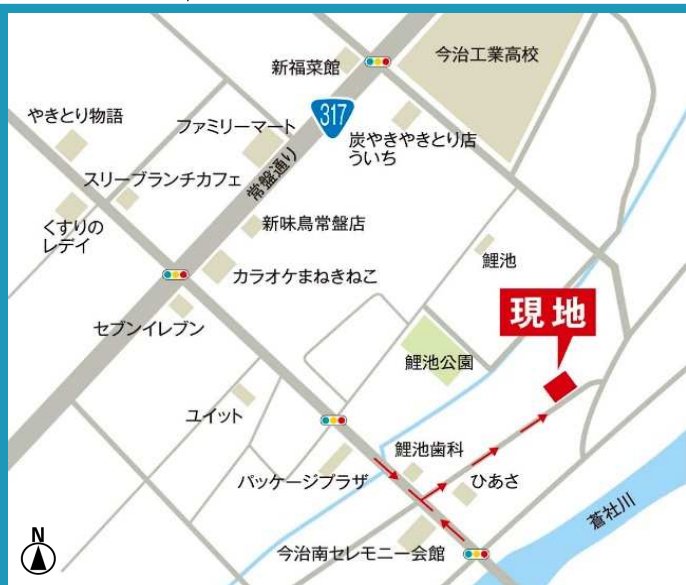 今治工業高校
新福菜館
317
やきとり物語
ファミリーマート
炭やきやきとり店
ういち
常盤通り
スリーブランチカフェ
くすりの
レデイ
新味鳥常盤店
鯉池
カラオケまねきねこ
現地
セブンイレブン
鯉池公園
ユイット
鯉池歯科
パッケージプラザ
ひあさ
蒼社川
N
今治南セレモニー会館